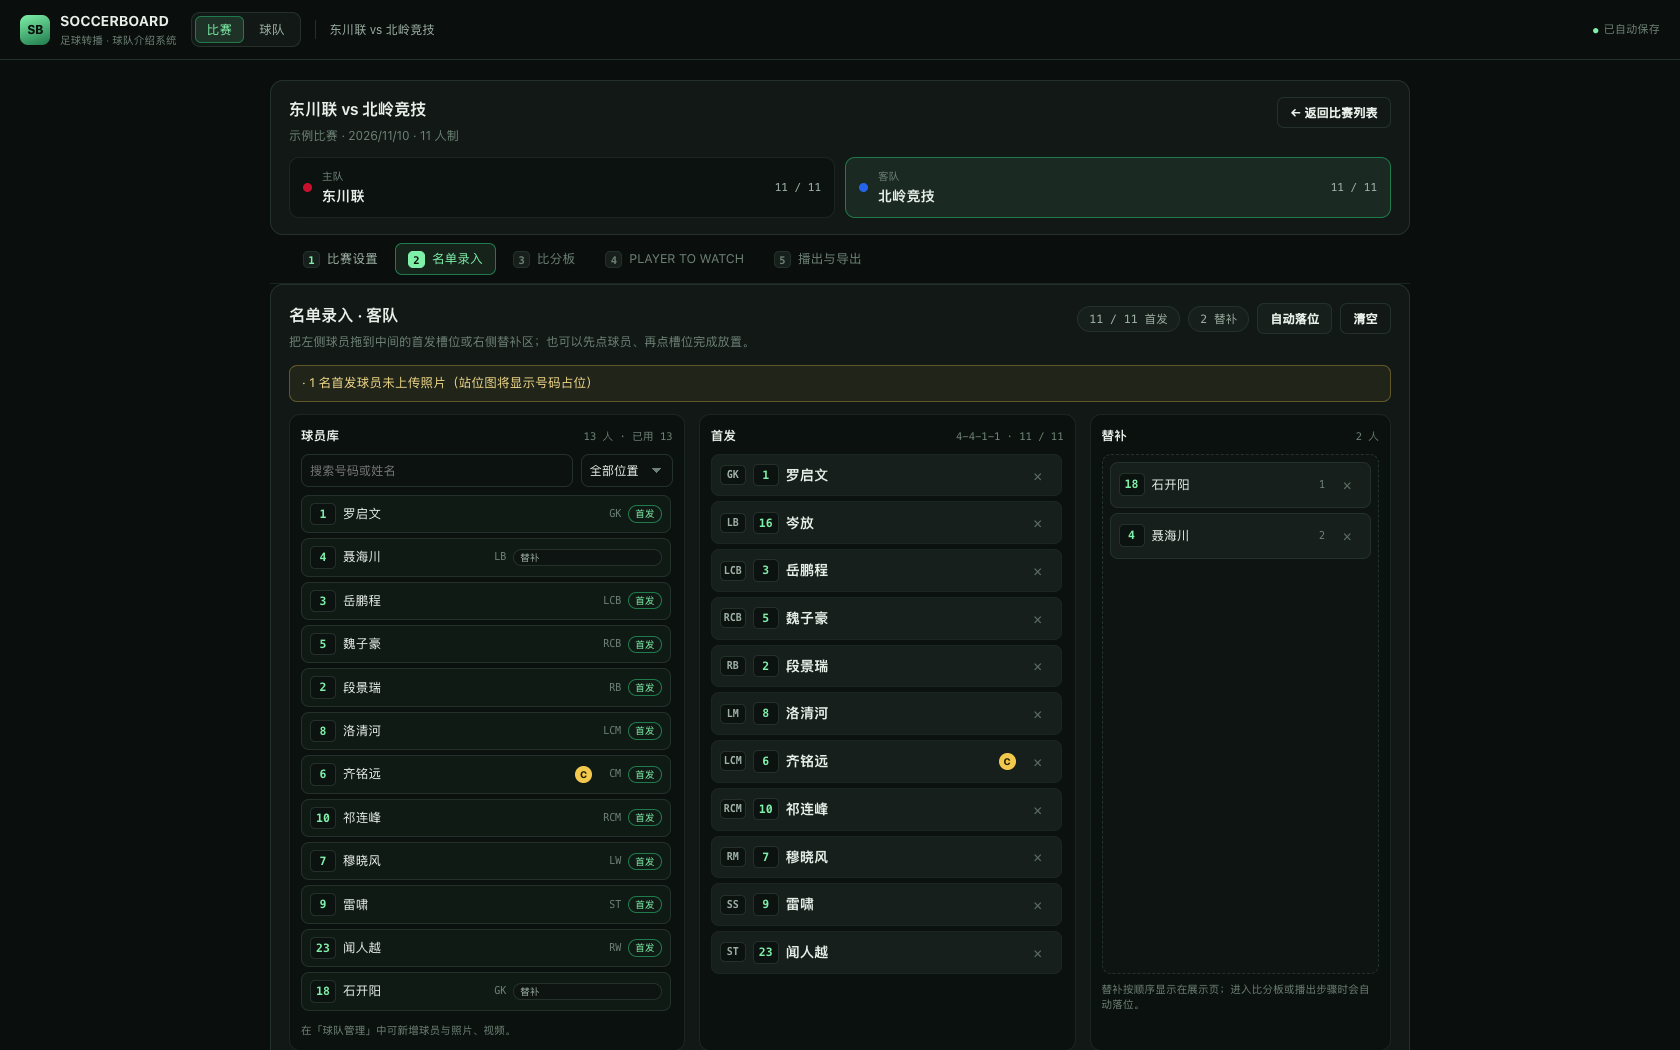 SB
SOCCERBOARD
足球转播 · 球队介绍系统
比赛
球队
东川联 vs 北岭竞技
已自动保存
东川联 vs 北岭竞技
示例比赛 · 2026/11/10 · 11 人制
← 返回比赛列表
主队
东川联
11 / 11
客队
北岭竞技
11 / 11
1 比赛设置
2 名单录入
3 比分板
4 PLAYER TO WATCH
5 播出与导出
名单录入 · 客队
11 / 11 首发
2 替补
自动落位
清空
把左侧球员拖到中间的首发槽位或右侧替补区；也可以先点球员、再点槽位完成放置。
· 1 名首发球员未上传照片（站位图将显示号码占位）
球员库
13 人 · 已用 13
搜索号码或姓名
全部位置
1 罗启文 GK 首发
4 聂海川 LB 替补
3 岳鹏程 LCB 首发
5 魏子豪 RCB 首发
2 段景瑞 RB 首发
8 洛清河 LCM 首发
6 齐铭远 C CM 首发
10 祁连峰 RCM 首发
7 穆晓风 LW 首发
9 雷啸 ST 首发
23 闻人越 RW 首发
18 石开阳 GK 替补
在「球队管理」中可新增球员与照片、视频。
首发
4-4-1-1 · 11 / 11
GK 1 罗启文 ×
LB 16 岑放 ×
LCB 3 岳鹏程 ×
RCB 5 魏子豪 ×
RB 2 段景瑞 ×
LM 8 洛清河 ×
LCM 6 齐铭远 C ×
RCM 10 祁连峰 ×
RM 7 穆晓风 ×
SS 9 雷啸 ×
ST 23 闻人越 ×
替补
2 人
18 石开阳 1 ×
4 聂海川 2 ×
替补按顺序显示在展示页；进入比分板或播出步骤时会自
动落位。